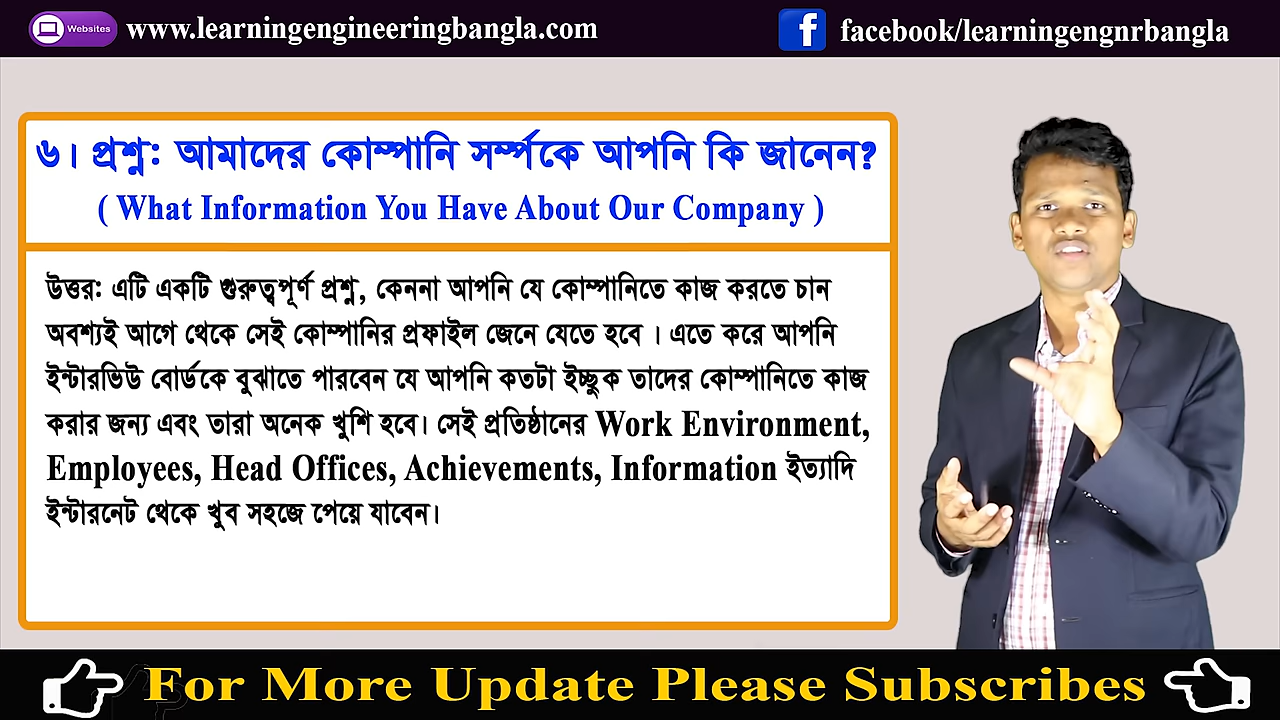 Websites
www.learningengineeringbangla.com
facebook/learningengnrbangla
৬। প্রশ্ন: আমাদের কোম্পানি সর্ম্পকে আপনি কি জানেন?
( What Information You Have About Our Company )
উত্তর: এটি একটি গুরুত্বপূর্ণ প্রশ্ন, কেননা আপনি যে কোম্পানিতে কাজ করতে চান
অবশ্যই আগে থেকে সেই কোম্পানির প্রফাইল জেনে যেতে হবে । এতে করে আপনি
ইন্টারভিউ বোর্ডকে বুঝাতে পারবেন যে আপনি কতটা ইচ্ছুক তাদের কোম্পানিতে কাজ
করার জন্য এবং তারা অনেক খুশি হবে। সেই প্রতিষ্ঠানের Work Environment,
Employees, Head Offices, Achievements, Information ইত্যাদি
ইন্টারনেট থেকে খুব সহজে পেয়ে যাবেন।
For More Update Please Subscribes